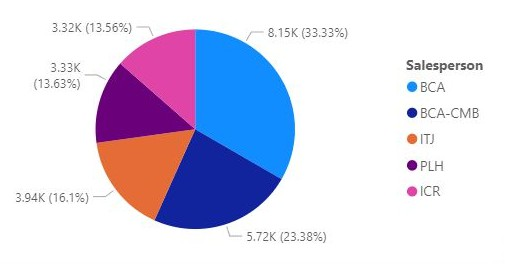 3.32K (13.56%)
8.15K (33.33%)
3.33K
(13.63%)
3.94K (16.1%)
5.72K (23.38%)
Salesperson
BCA
BCA-CMB
ITJ
PLH
ICR